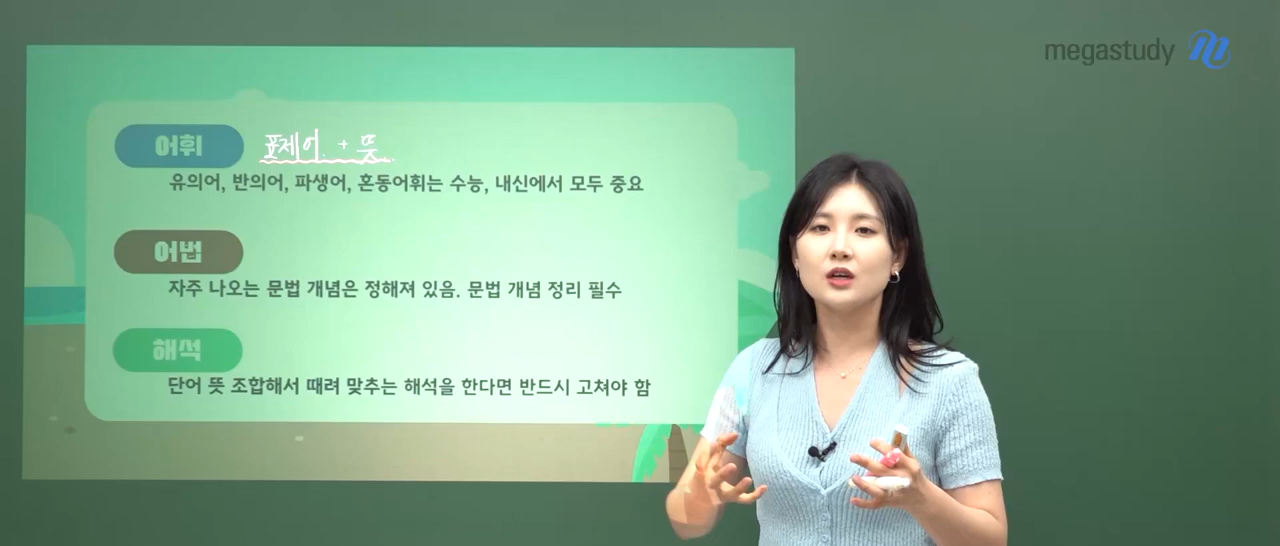 megastudy
어휘 표제어. + 뜻
유의어, 반의어, 파생어, 혼동어휘는 수능, 내신에서 모두 중요
어법
자주 나오는 문법 개념은 정해져 있음. 문법 개념 정리 필수
해석
단어 뜻 조합해서 때려 맞추는 해석을 한다면 반드시 고쳐야 함